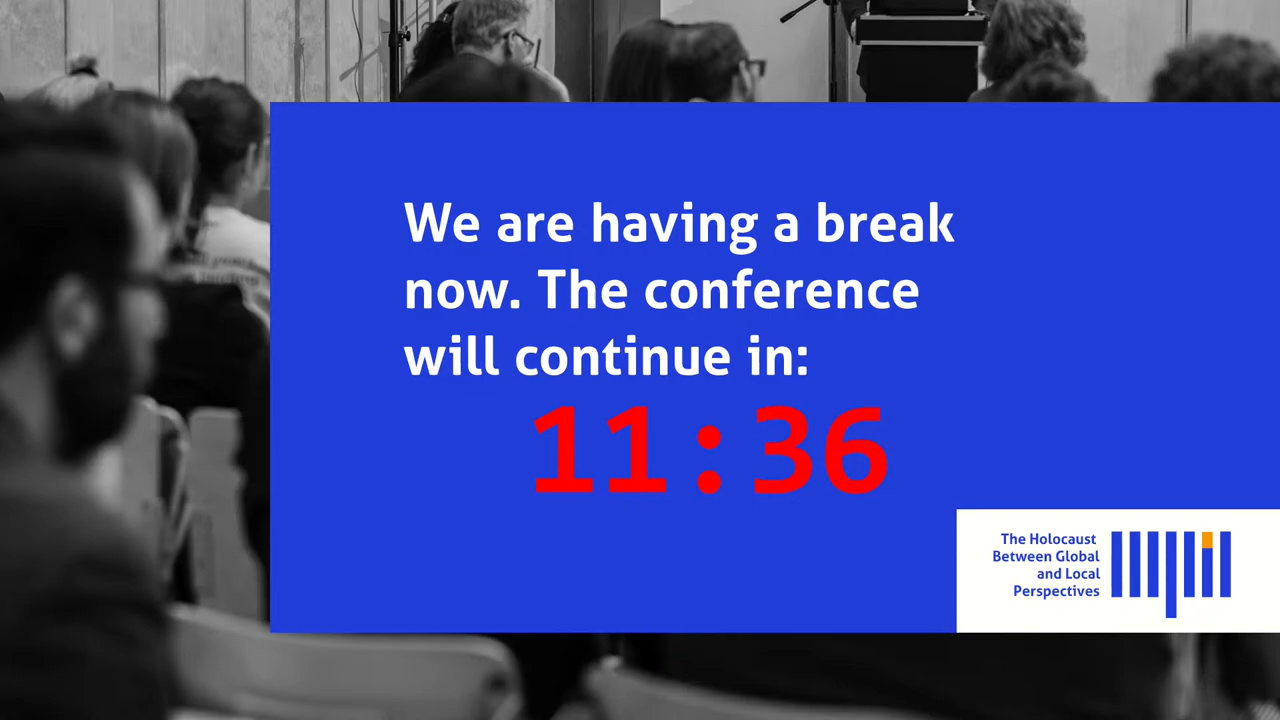 We are having a break
now. The conference
will continue in:
11:36
The Holocaust
Between Global
and Local
Perspectives